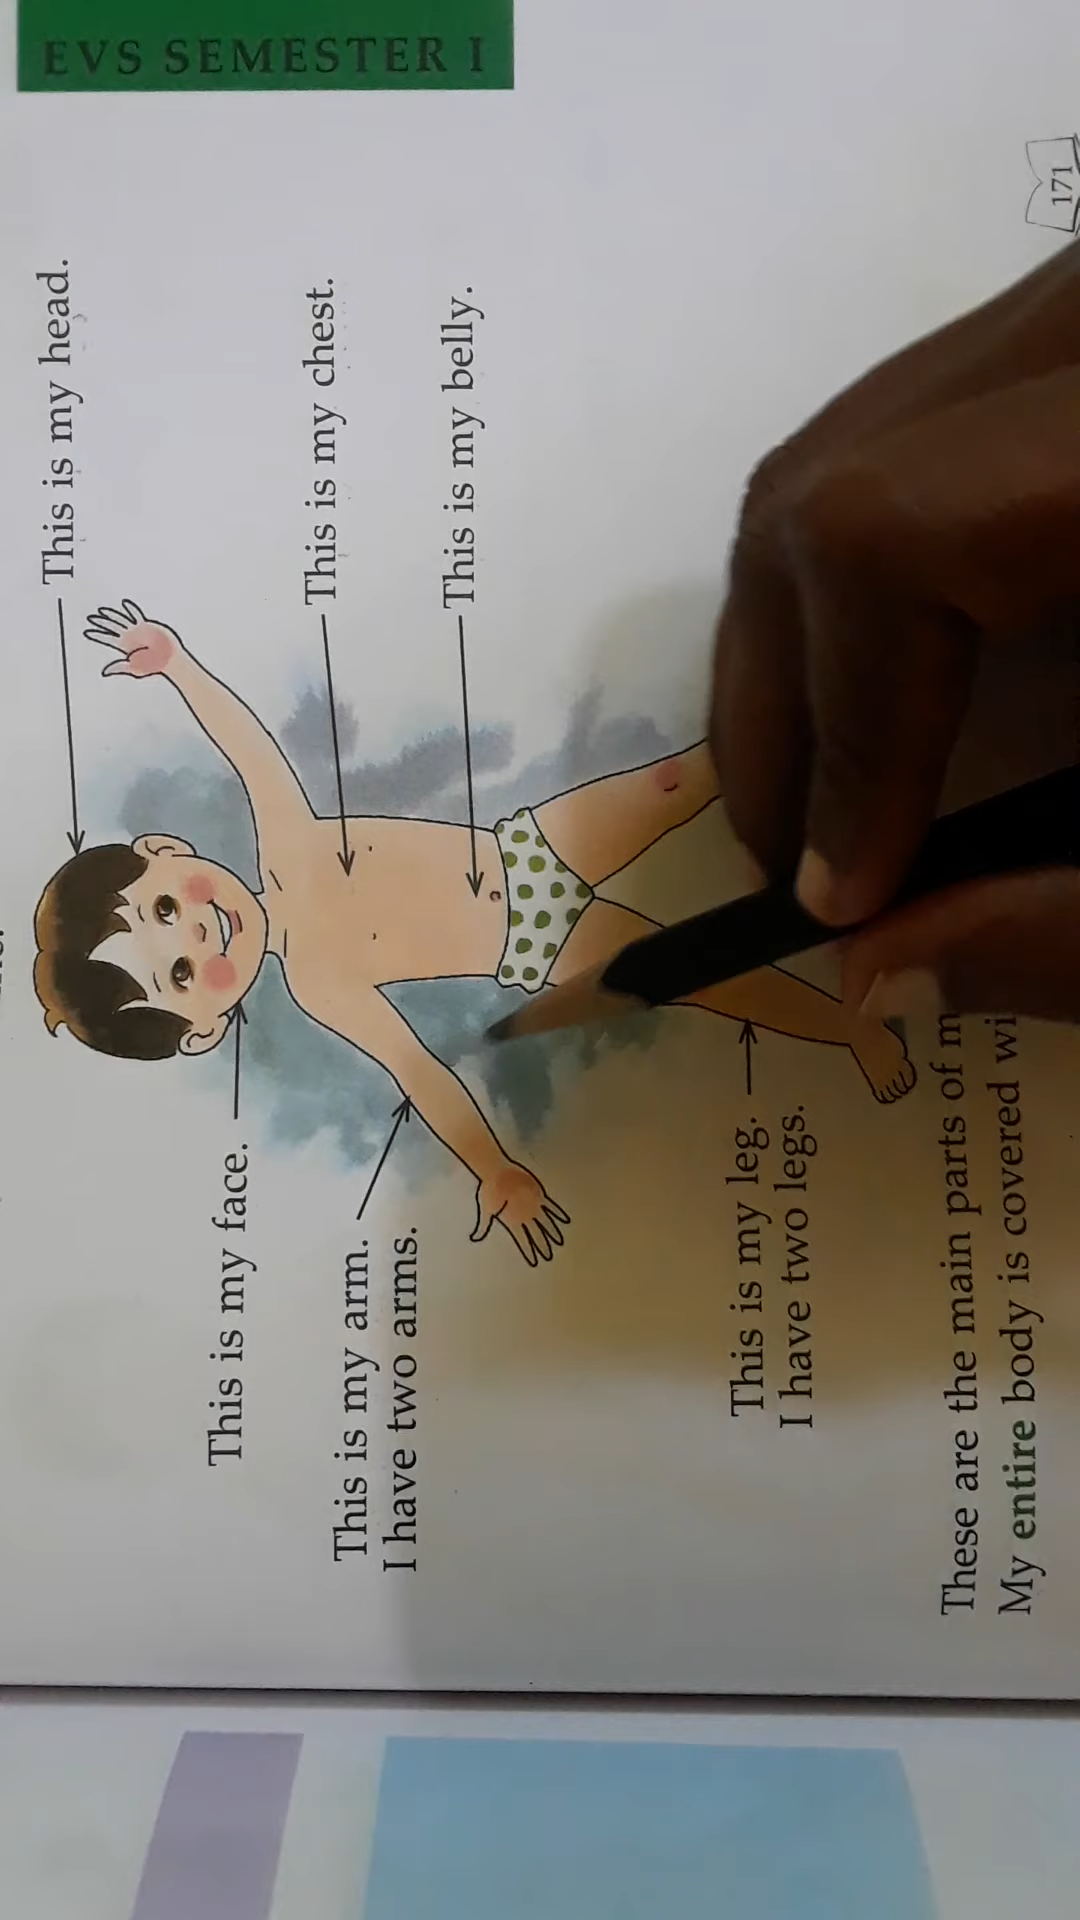 EVS SEMESTER I
This is my head.
This is my face.
This is my chest.
This is my arm.
I have two arms.
This is my belly.
This is my leg.
I have two legs.
These are the main parts of
My entire body is covered
171